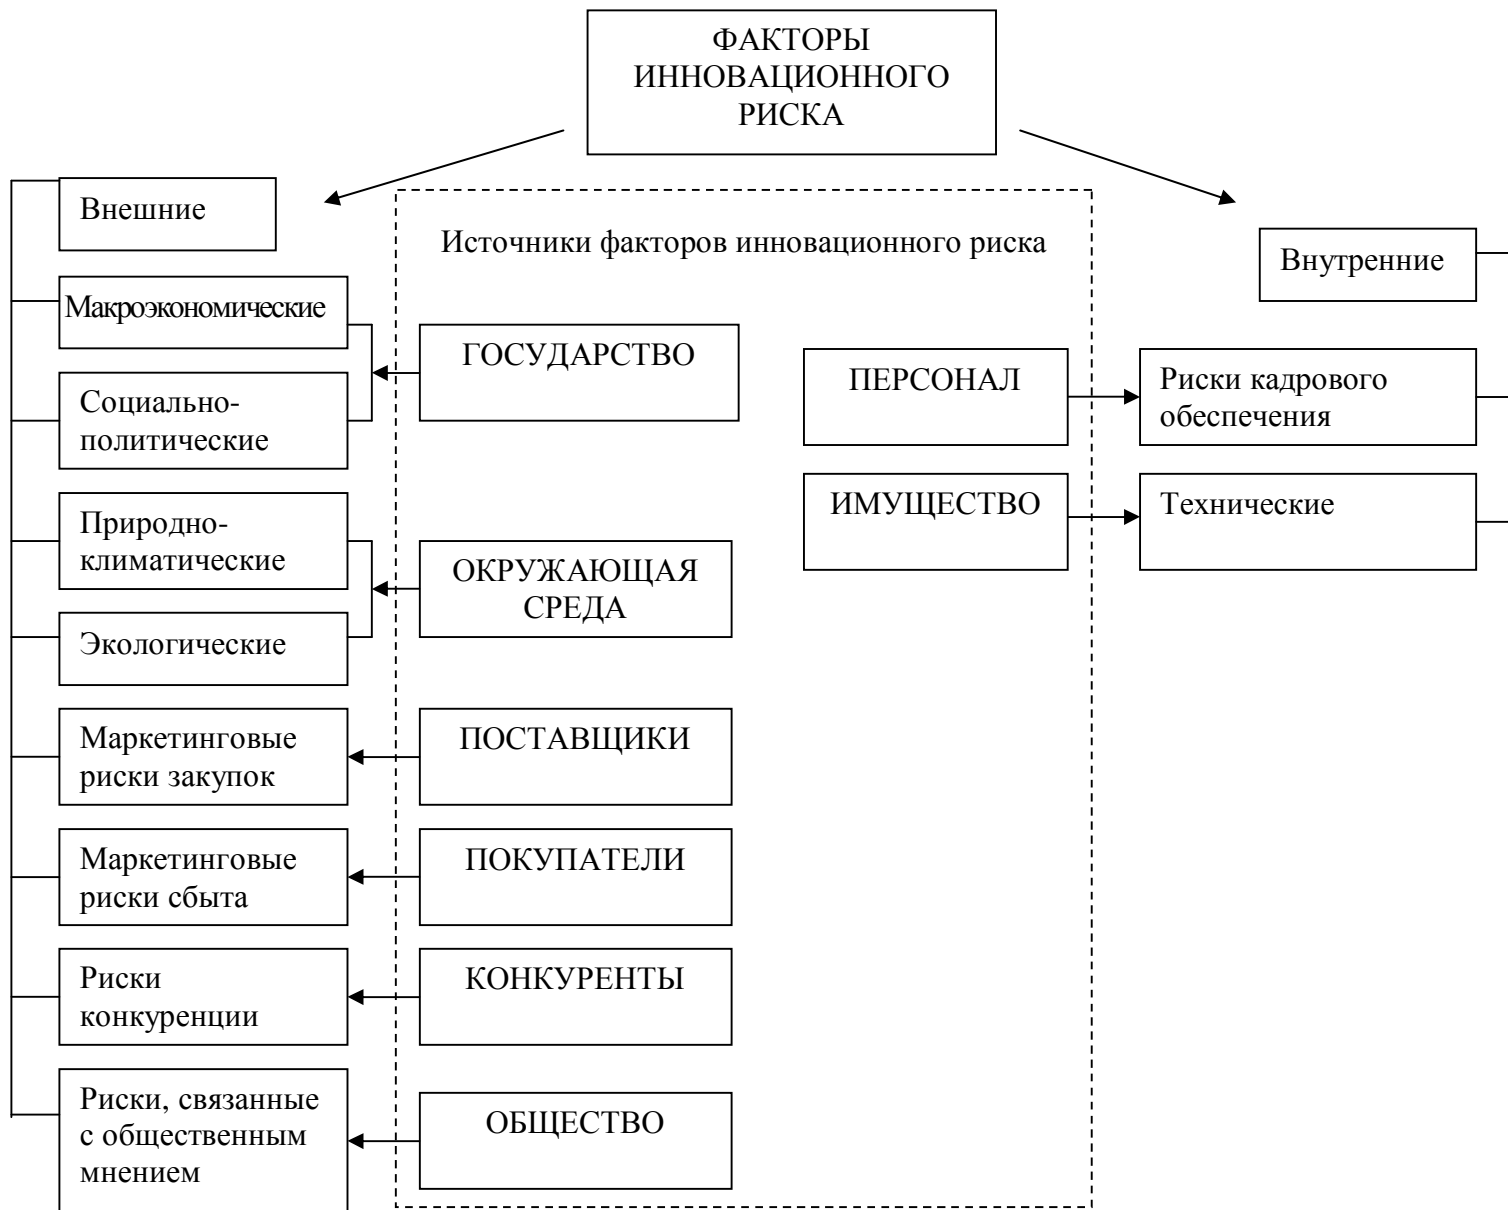 ФАКТОРЫ
ИННОВАЦИОННОГО
РИСКА
Внешние
Источники факторов инновационного риска
Внутренние
Макроэкономические
ГОСУДАРСТВО
ПЕРСОНАЛ
Риски кадрового
обеспечения
Социально-
политические
ИМУЩЕСТВО
Технические
Природно-
климатические
ОКРУЖАЮЩАЯ
СРЕДА
Экологические
Маркетинговые
риски закупок
ПОСТАВЩИКИ
Маркетинговые
риски сбыта
ПОКУПАТЕЛИ
Риски
конкуренции
КОНКУРЕНТЫ
Риски, связанные
с общественным
мнением
ОБЩЕСТВО